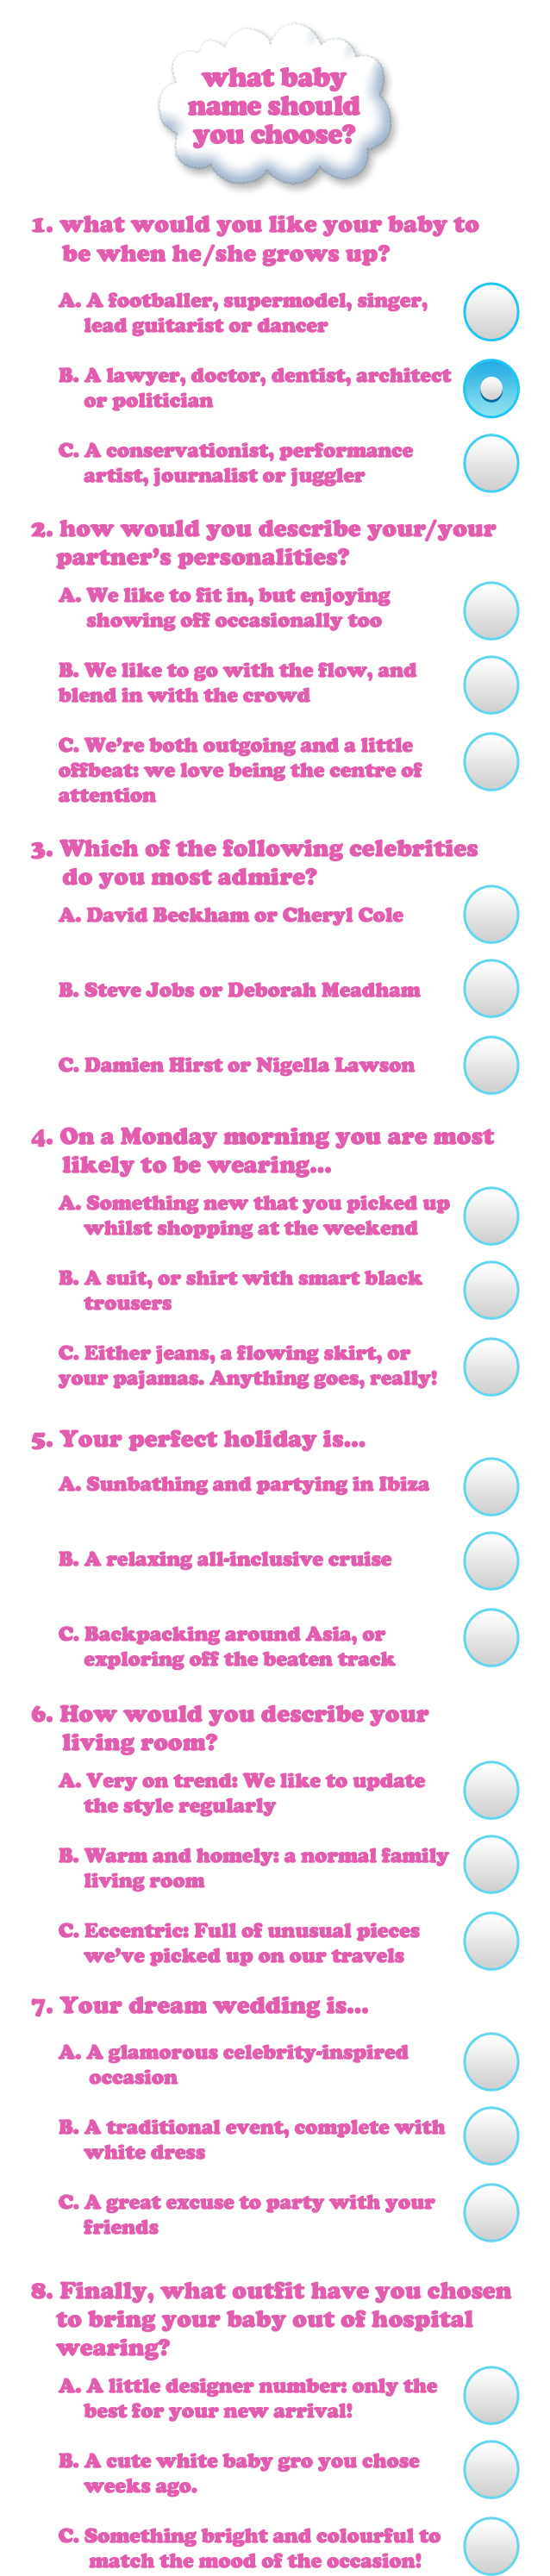 what baby
name should
you choose?
1. what would you like your baby to
be when he/she grows up?
A. A footballer, supermodel, singer,
lead guitarist or dancer
B. A lawyer, doctor, dentist, architect
or politician
C. A conservationist, performance
artist, journalist or juggler
2. how would you describe your/your
partner's personalities?
A. We like to fit in, but enjoying
showing off occasionally too
B. We like to go with the flow, and
blend in with the crowd
C. We're both outgoing and a little
offbeat: we love being the centre of
attention
3. Which of the following celebrities
do you most admire?
A. David Beckham or Cheryl Cole
B. Steve Jobs or Deborah Meadham
C. Damien Hirst or Nigella Lawson
4. On a Monday morning you are most
likely to be wearing...
A. Something new that you picked up
whilst shopping at the weekend
B. A suit, or shirt with smart black
trousers
C. Either jeans, a flowing skirt, or
your pajamas. Anything goes, really!
5. Your perfect holiday is...
A. Sunbathing and partying in Ibiza
B. A relaxing all-inclusive cruise
C. Backpacking around Asia, or
exploring off the beaten track
6. How would you describe your
living room?
A. Very on trend: We like to update
the style regularly
B. Warm and homely: a normal family
living room
C. Eccentric: Full of unusual pieces
we've picked up on our travels
7. Your dream wedding is...
A. A glamorous celebrity-inspired
occasion
B. A traditional event, complete with
white dress
C. A great excuse to party with your
friends
8. Finally, what outfit have you chosen
to bring your baby out of hospital
wearing?
A. A little designer number: only the
best for your new arrival!
B. A cute white baby gro you chose
weeks ago.
C. Something bright and colourful to
match the mood of the occasion!